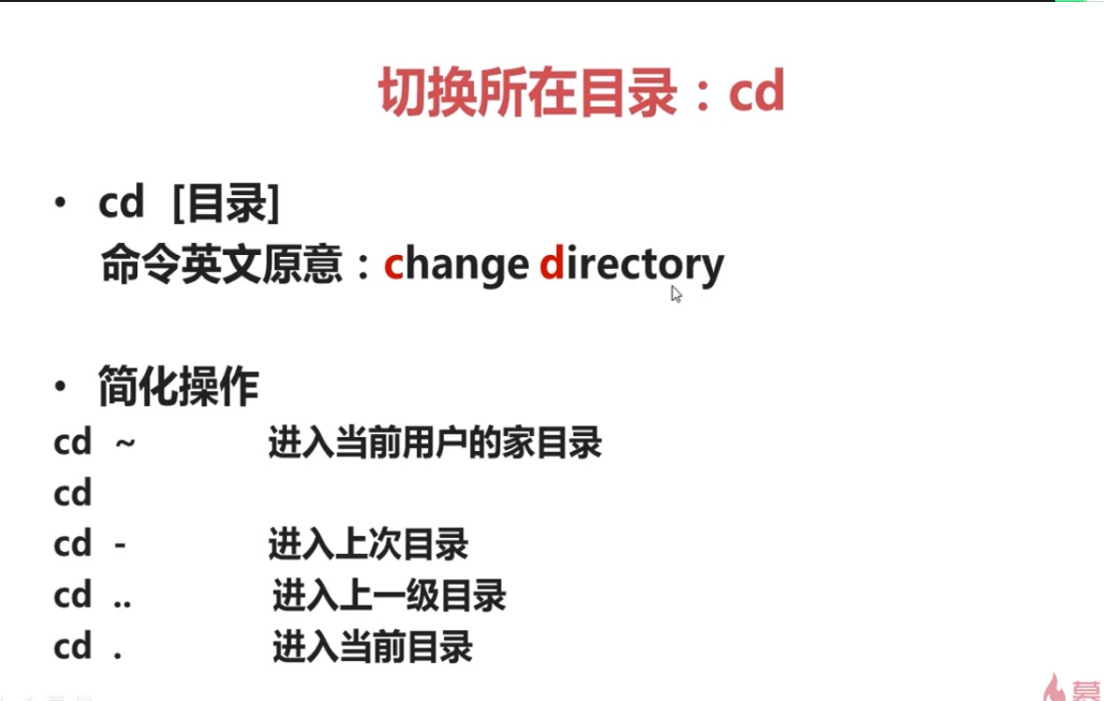 切换所在目录：cd
• cd [目录]
命令英文原意：change directory
• 简化操作
cd ~ 进入当前用户的家目录
cd
cd - 进入上次目录
cd .. 进入上一级目录
cd . 进入当前目录
慕